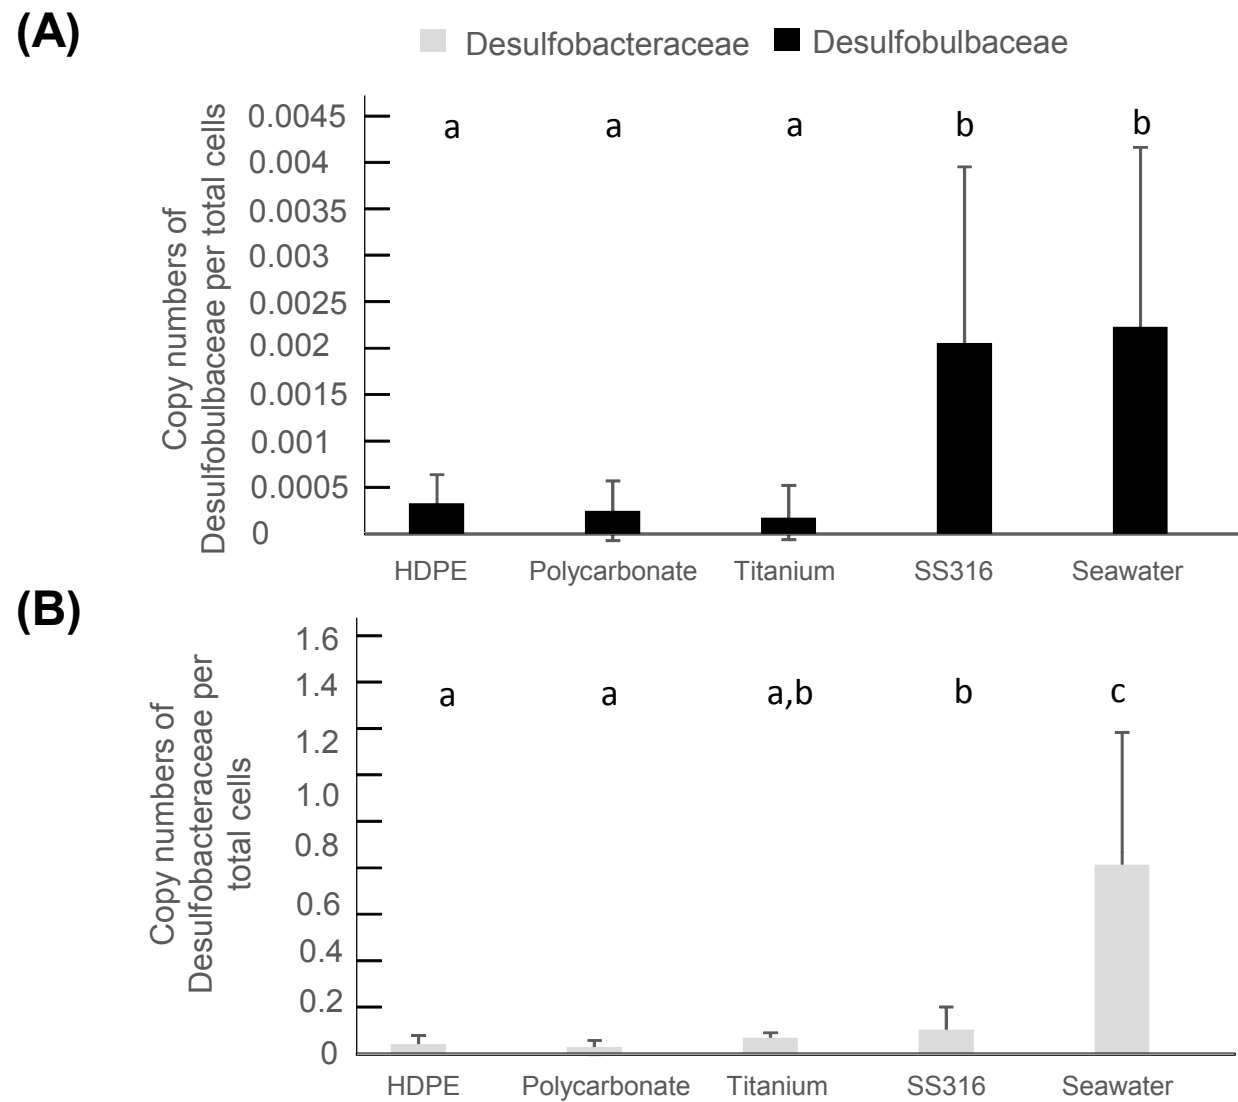 (A)
Desulfobacteraceae Desulfobulbaceae
Copy numbers of
Desulfobulbaceae per total cells
0.0045
0.004
0.0035
0.003
0.0025
0.002
0.0015
0.001
0.0005
0
a a a b b
HDPE Polycarbonate Titanium SS316 Seawater
(B)
Copy numbers of
Desulfobacteraceae per
total cells
1.6
1.4
1.2
1.0
0.8
0.6
0.4
0.2
0
a a a,b b c
HDPE Polycarbonate Titanium SS316 Seawater